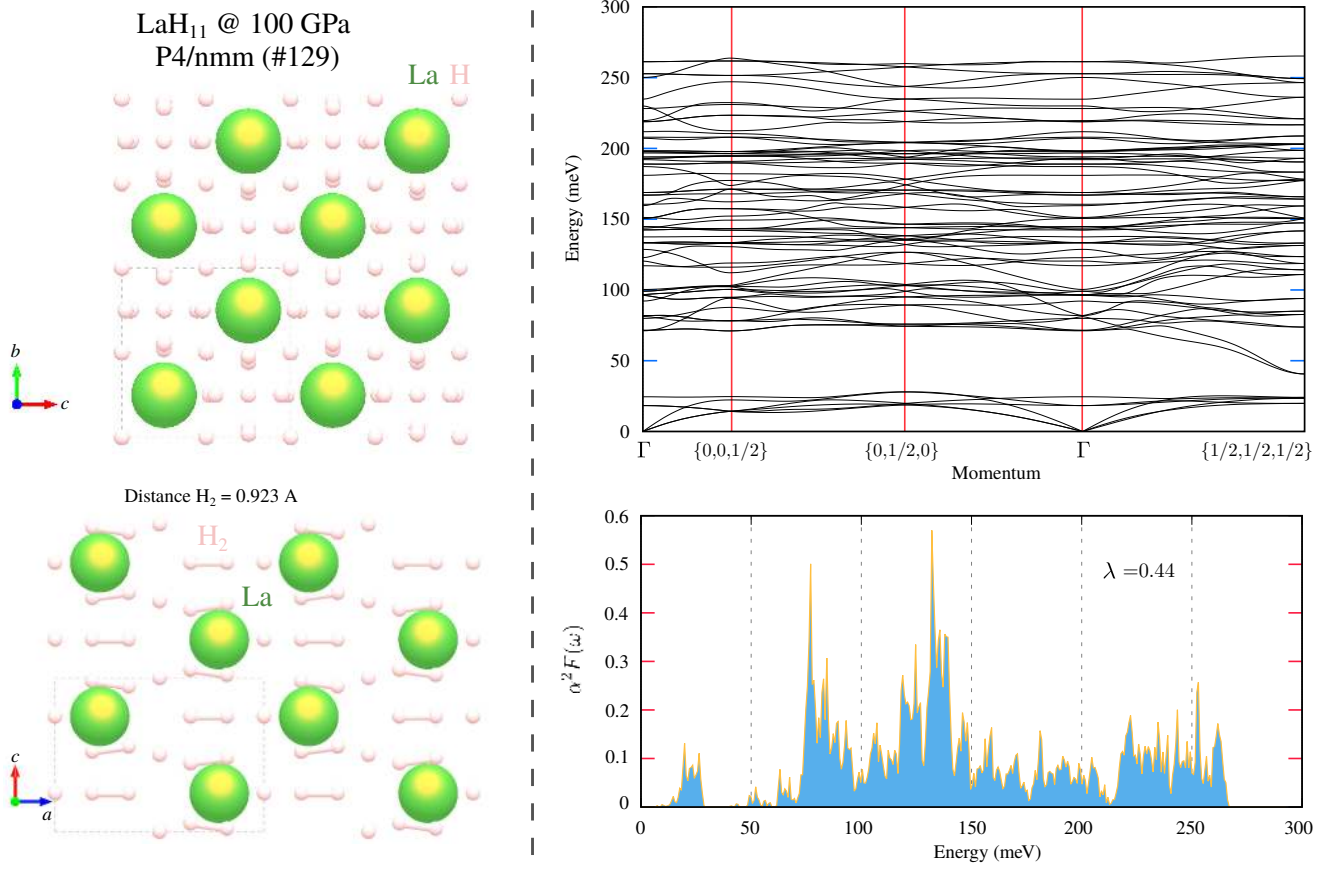 LaH₁₁ @ 100 GPa
P4/nmm (#129)
La H
b
c
Distance H₂ = 0.923 A
H₂
La
c
a
300
250
200
150
100
50
0
Energy (meV)
Γ {0,0,1/2} {0,1/2,0} Γ {1/2,1/2,1/2}
Momentum
0.6
0.5
0.4
0.3
0.2
0.1
0
α²F(ω)
λ =0.44
0 50 100 150 200 250 300
Energy (meV)